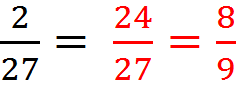 2/27 = 24/27 = 8/9